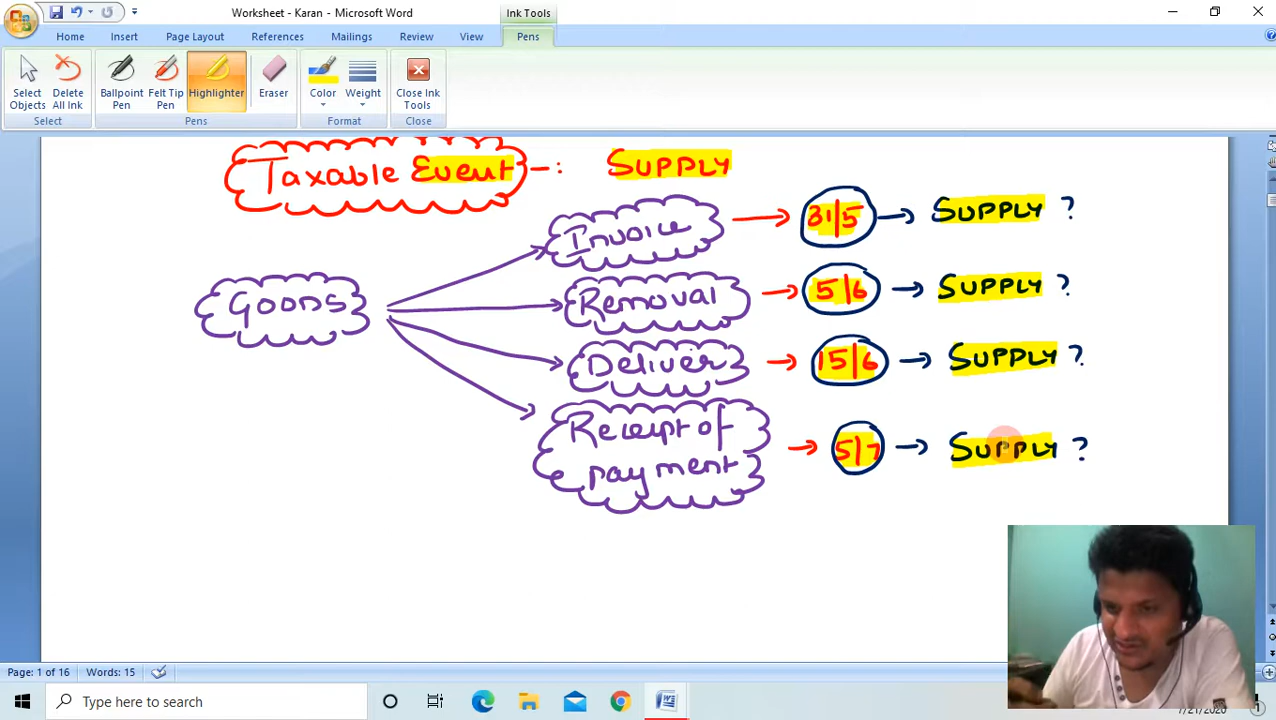 Worksheet - Karan - Microsoft Word
Ink Tools
Home Insert Page Layout References Mailings Review View Pens
Select Objects
Delete All Ink
Ballpoint Pen
Felt Tip Pen
Highlighter
Eraser
Color
Weight
Close Ink Tools
Select Pens Format Close
Taxable Event -: SUPPLY
Invoice → 31/5 → SUPPLY ?
Goods
Removal → 5/6 → SUPPLY ?
Deliver → 15/6 → SUPPLY ?
Receipt of payment → 5/7 → SUPPLY ?
Page: 1 of 16 Words: 15
Type here to search
7/21/2020